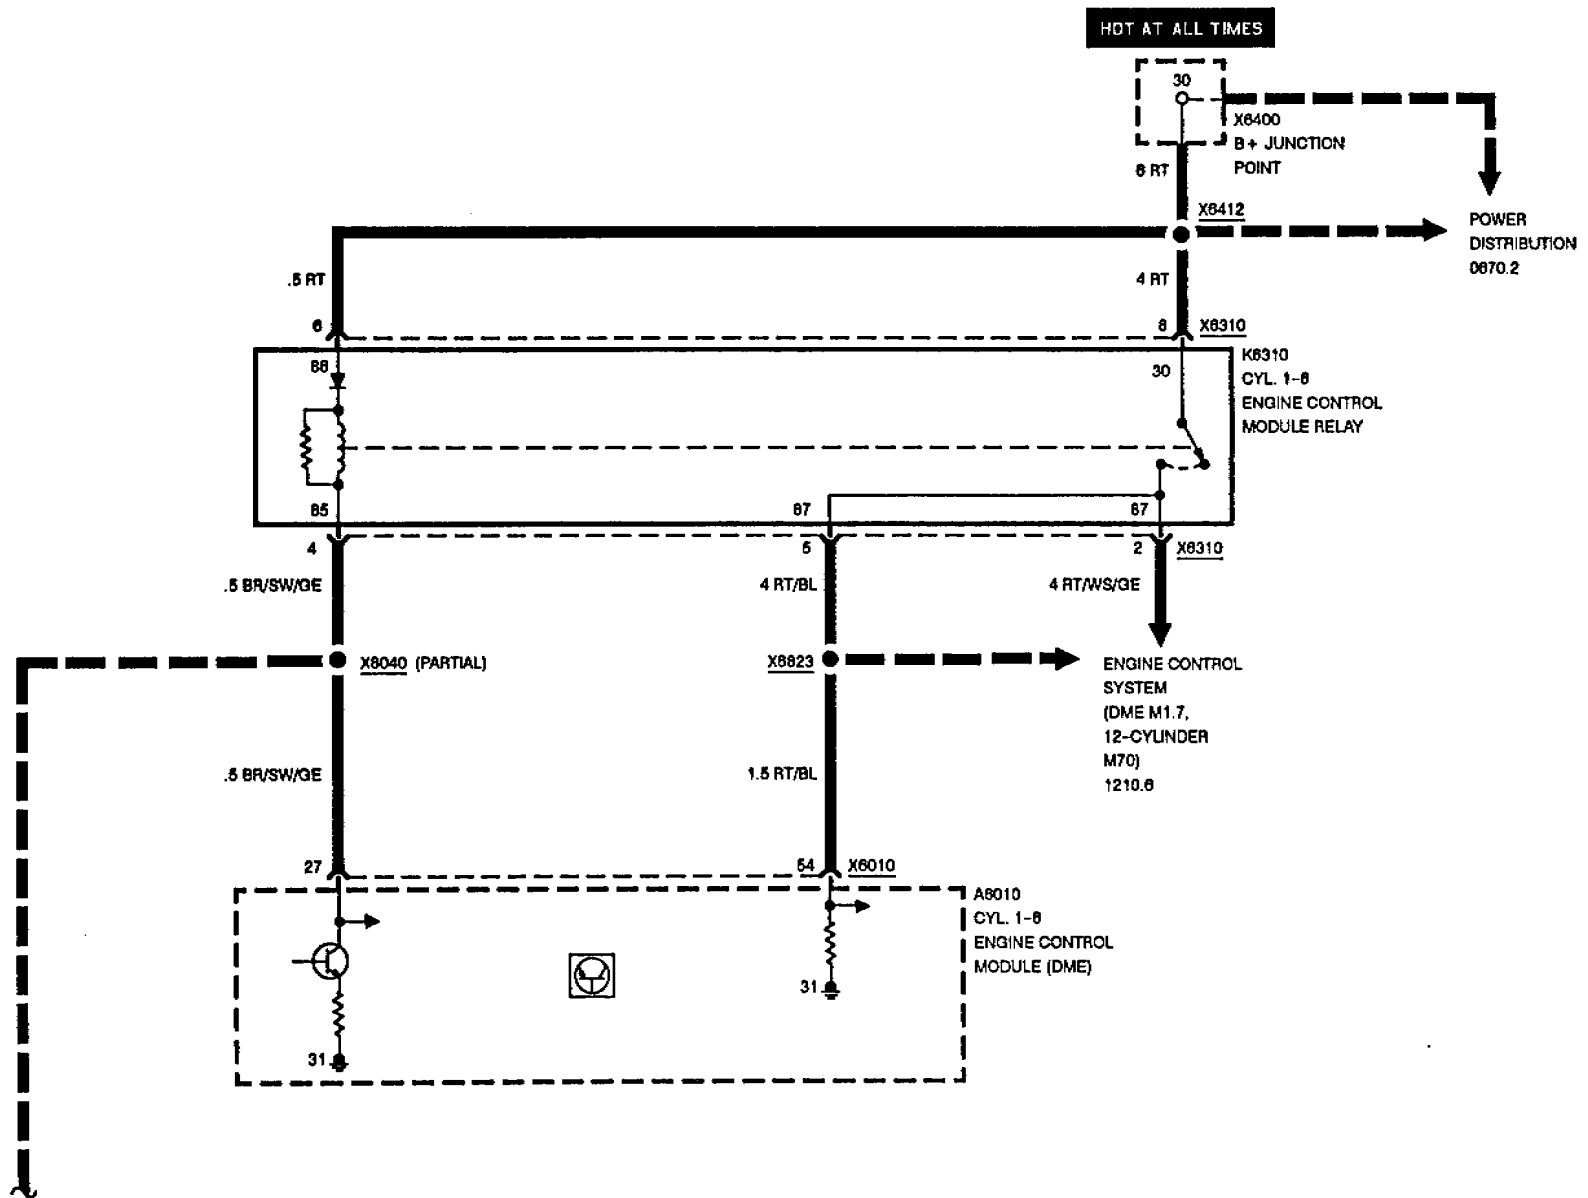 HOT AT ALL TIMES
30
X6400
B+ JUNCTION
POINT
6 RT
X6412
POWER
DISTRIBUTION
0670.2
.5 RT
4 RT
6
8
X6310
K6310
CYL. 1-6
ENGINE CONTROL
MODULE RELAY
86
30
85
87
87
4
5
2
X6310
.5 BR/SW/GE
4 RT/BL
4 RT/WS/GE
X6040 (PARTIAL)
X6823
ENGINE CONTROL
SYSTEM
(DME M1.7,
12-CYLINDER
M70)
1210.6
.5 BR/SW/GE
1.5 RT/BL
27
54
X6010
A6010
CYL. 1-6
ENGINE CONTROL
MODULE (DME)
31
31